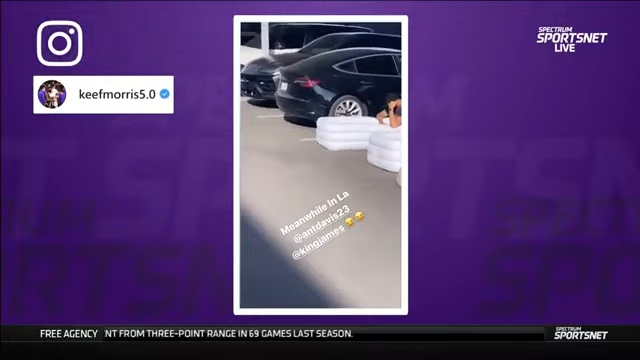 SPECTRUM
SPORTSNET
LIVE
keefmorris5.0
Meanwhile In La
@antdavis23
@kingjames 😂😂
FREE AGENCY NT FROM THREE-POINT RANGE IN 69 GAMES LAST SEASON.
SPECTRUM
SPORTSNET